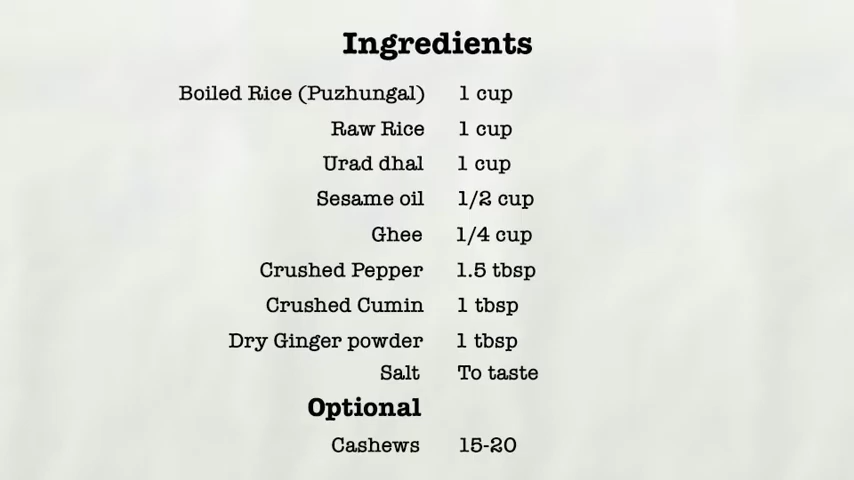 Ingredients
Boiled Rice (Puzhungal) 1 cup
Raw Rice 1 cup
Urad dhal 1 cup
Sesame oil 1/2 cup
Ghee 1/4 cup
Crushed Pepper 1.5 tbsp
Crushed Cumin 1 tbsp
Dry Ginger powder 1 tbsp
Salt To taste
Optional
Cashews 15-20